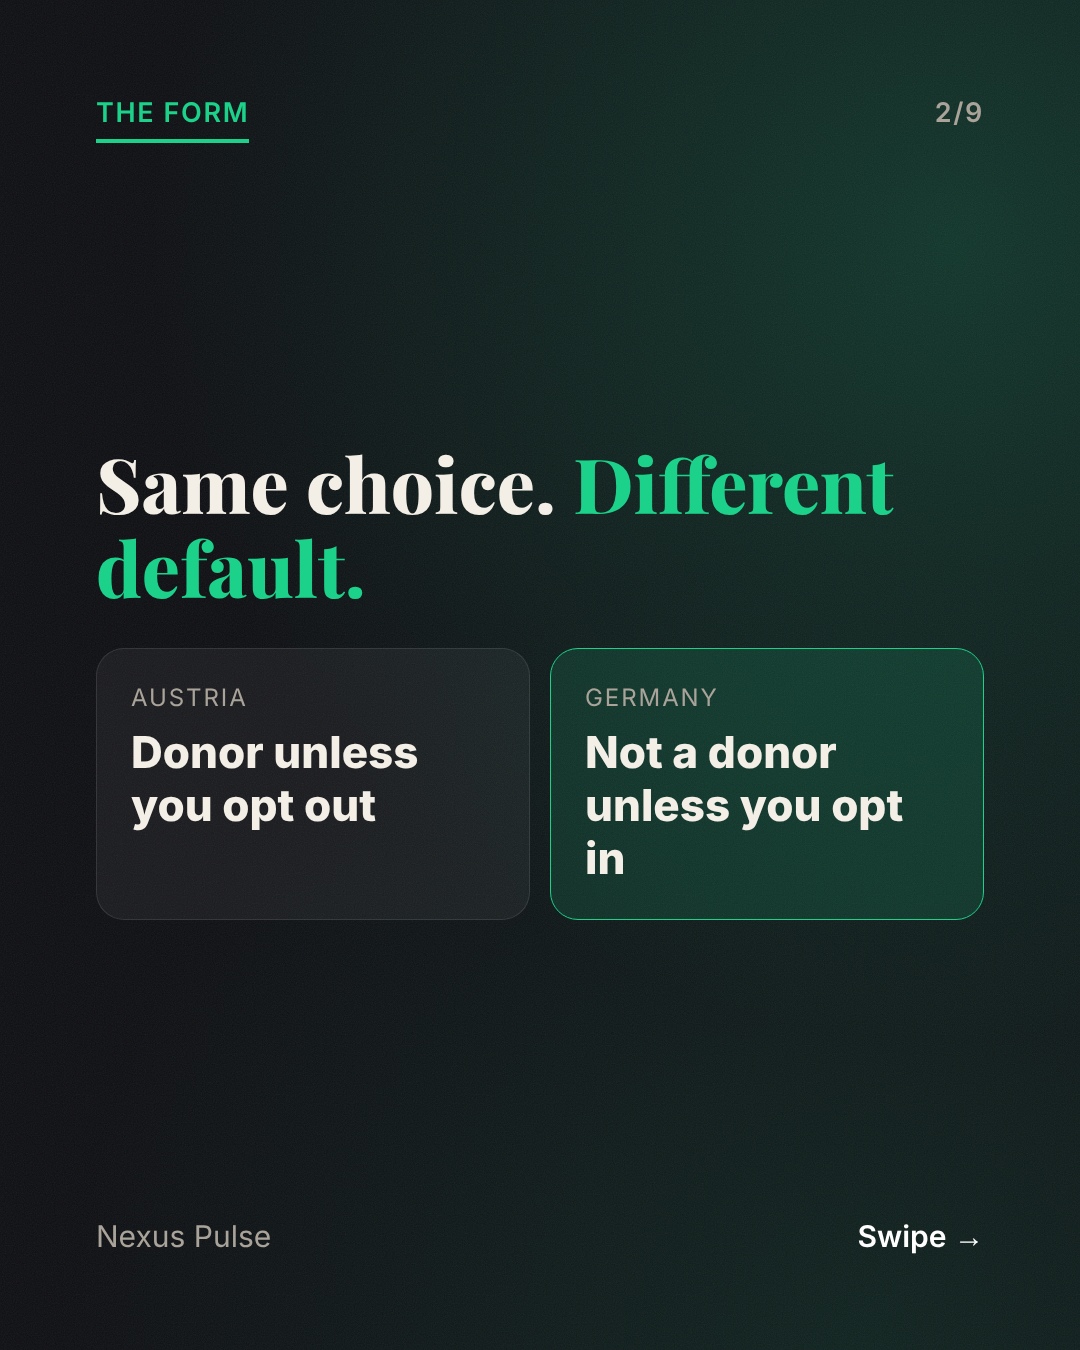 THE FORM
2/9
Same choice. Different
default.
AUSTRIA
Donor unless
you opt out
GERMANY
Not a donor
unless you opt
in
Nexus Pulse
Swipe →